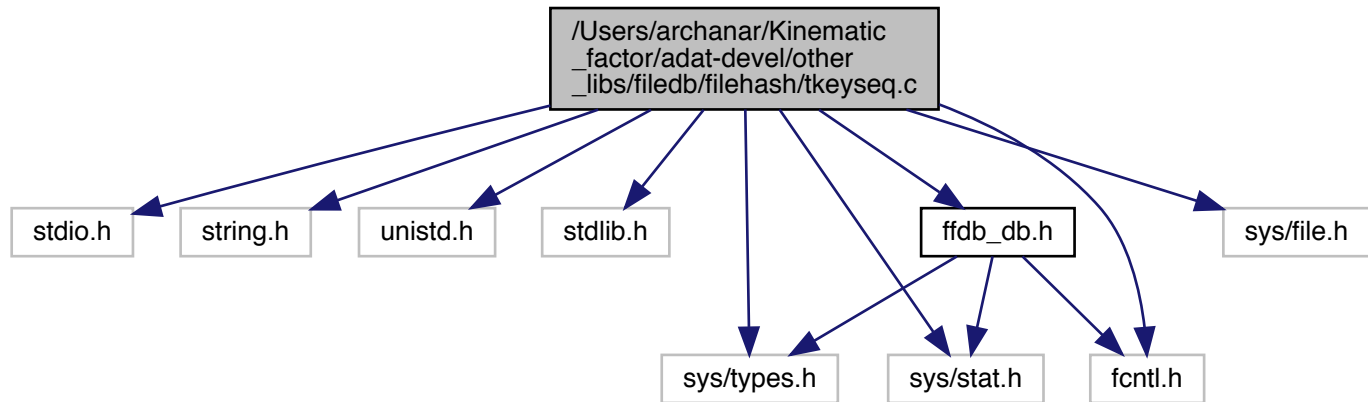 /Users/archanar/Kinematic
_factor/adat-devel/other
_libs/filedb/filehash/tkeyseq.c
stdio.h
string.h
unistd.h
stdlib.h
ffdb_db.h
sys/file.h
sys/types.h
sys/stat.h
fcntl.h